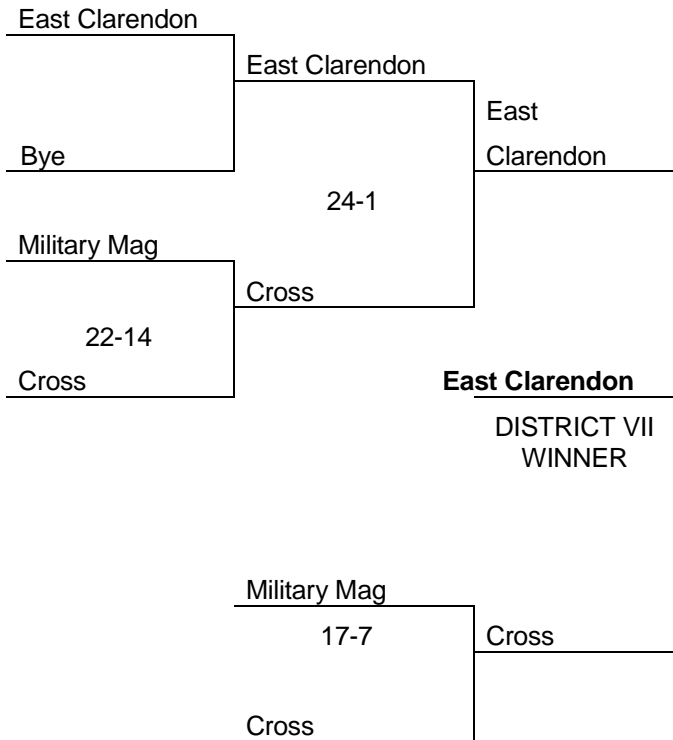 East Clarendon
East Clarendon
East
Bye
Clarendon
24-1
Military Mag
Cross
22-14
Cross
East Clarendon
DISTRICT VII
WINNER
Military Mag
17-7
Cross
Cross